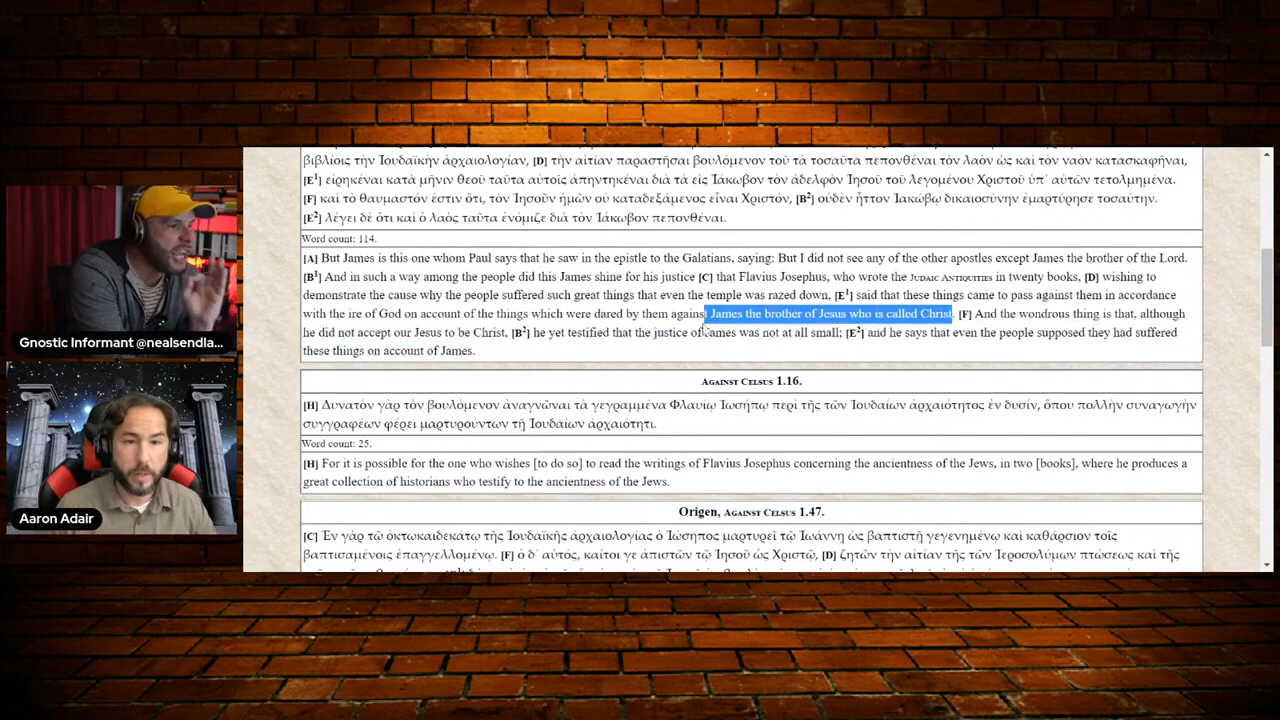 βιβλίοις τὴν Ἰουδαϊκὴν ἀρχαιολογίαν, [D] τὴν αἰτίαν παραστῆσαι βουλόμενον τοῦ τὰ τοσαῦτα πεπονθέναι τὸν λαὸν ὡς καὶ τὸν ναὸν κατασκαφῆναι,
[E¹] εἰρηκέναι κατὰ μῆνιν θεοῦ ταῦτα αὐτοῖς ἀπηντηκέναι διὰ τὰ εἰς Ἰάκωβον τὸν ἀδελφὸν Ἰησοῦ τοῦ λεγομένου Χριστοῦ ὑπ᾽ αὐτῶν τετολμημένα.
[F] καὶ τὸ θαυμαστόν ἐστιν ὅτι, τὸν Ἰησοῦν ἡμῶν οὐ καταδεξάμενος εἶναι Χριστόν, [B²] οὐδὲν ἧττον Ἰακώβῳ δικαιοσύνην ἐμαρτύρησε τοσαύτην.
[E²] λέγει δὲ ὅτι καὶ ὁ λαὸς ταῦτα ἐνόμιζε διὰ τὸν Ἰάκωβον πεπονθέναι.
Word count: 114.
[A] But James is this one whom Paul says that he saw in the epistle to the Galatians, saying: But I did not see any of the other apostles except James the brother of the Lord.
[B¹] And in such a way among the people did this James shine for his justice [C] that Flavius Josephus, who wrote the Judaic Antiquities in twenty books, [D] wishing to
demonstrate the cause why the people suffered such great things that even the temple was razed down, [E¹] said that these things came to pass against them in accordance
with the ire of God on account of the things which were dared by them against James the brother of Jesus who is called Christ. [F] And the wondrous thing is that, although
he did not accept our Jesus to be Christ, [B²] he yet testified that the justice of James was not at all small; [E²] and he says that even the people supposed they had suffered
these things on account of James.
Against Celsus 1.16.
[H] Δυνατὸν γὰρ τὸν βουλόμενον ἀναγνῶναι τὰ γεγραμμένα Φλαυΐῳ Ἰωσήπῳ περὶ τῆς τῶν Ἰουδαίων ἀρχαιότητος ἐν δυσίν, ὅπου πολλὴν συναγωγὴν
συγγραφέων φέρει μαρτυρούντων τῇ Ἰουδαίων ἀρχαιότητι.
Word count: 25.
[H] For it is possible for the one who wishes [to do so] to read the writings of Flavius Josephus concerning the ancientness of the Jews, in two [books], where he produces a
great collection of historians who testify to the ancientness of the Jews.
Origen, Against Celsus 1.47.
[C] Ἐν γὰρ τῷ ὀκτωκαιδεκάτῳ τῆς Ἰουδαϊκῆς ἀρχαιολογίας ὁ Ἰώσηπος μαρτυρεῖ τῷ Ἰωάννῃ ὡς βαπτιστῇ γεγενημένῳ καὶ καθάρσιον τοῖς
βαπτισαμένοις ἐπαγγελλομένῳ. [F] ὁ δ᾽ αὐτός, καίτοι γε ἀπιστῶν τῷ Ἰησοῦ ὡς Χριστῷ, [D] ζητῶν τὴν αἰτίαν τῆς τῶν Ἱεροσολύμων πτώσεως καὶ τῆς
Gnostic Informant @nealsendla...
Aaron Adair